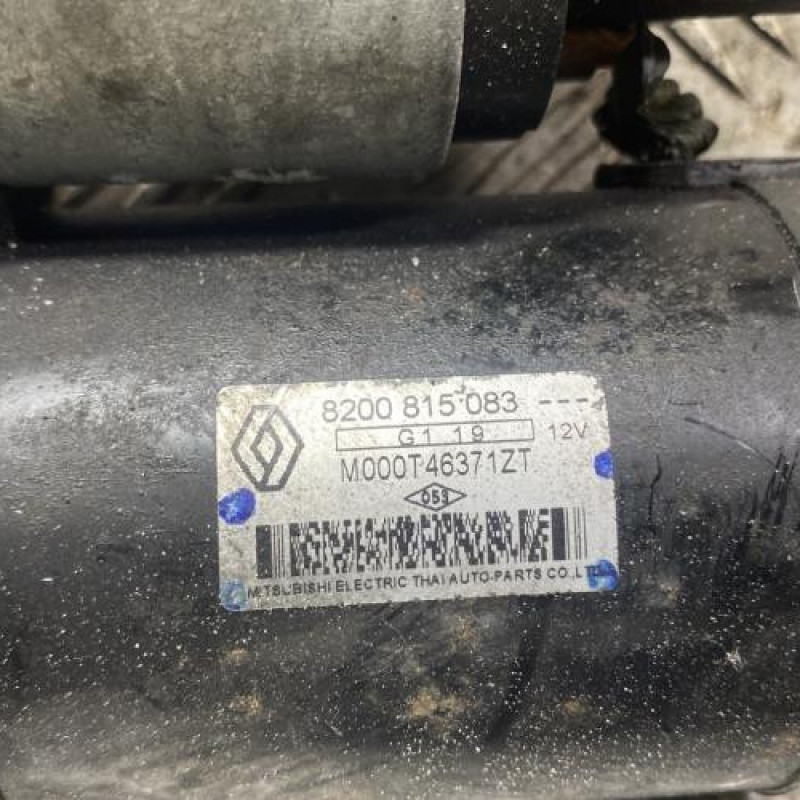 8200 815 083 ---
G1 19 12V
M000T46371ZT
053
MITSUBISHI ELECTRIC THAI AUTO-PARTS CO.,LTD.